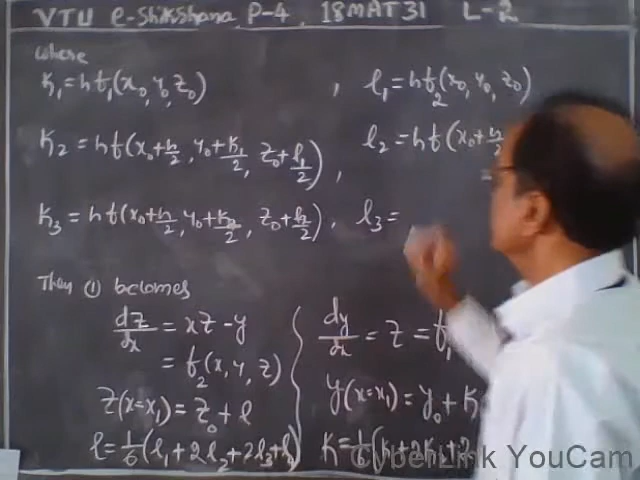 VTU e-Shikshana P-4 18MAT31 L-2
where
K₁ = hf₁(x₀, y₀, z₀) , l₁ = hf₂(x₀, y₀, z₀)
K₂ = hf(x₀+h/2, y₀+K₁/2, z₀+l₁/2), l₂ = hf(x₀+h/2
K₃ = hf(x₀+h/2, y₀+K₂/2, z₀+l₂/2), l₃ =
Then ① becomes
dz/dx = xz - y dy/dx = z = f₁
= f₂(x, y, z)
z(x=x₁) = z₀ + l y(x=x₁) = y₀ + K
l = 1/6(l₁+2l₂+2l₃+l₄) K = 1/6(K₁+2K₂+2
CyberLink YouCam